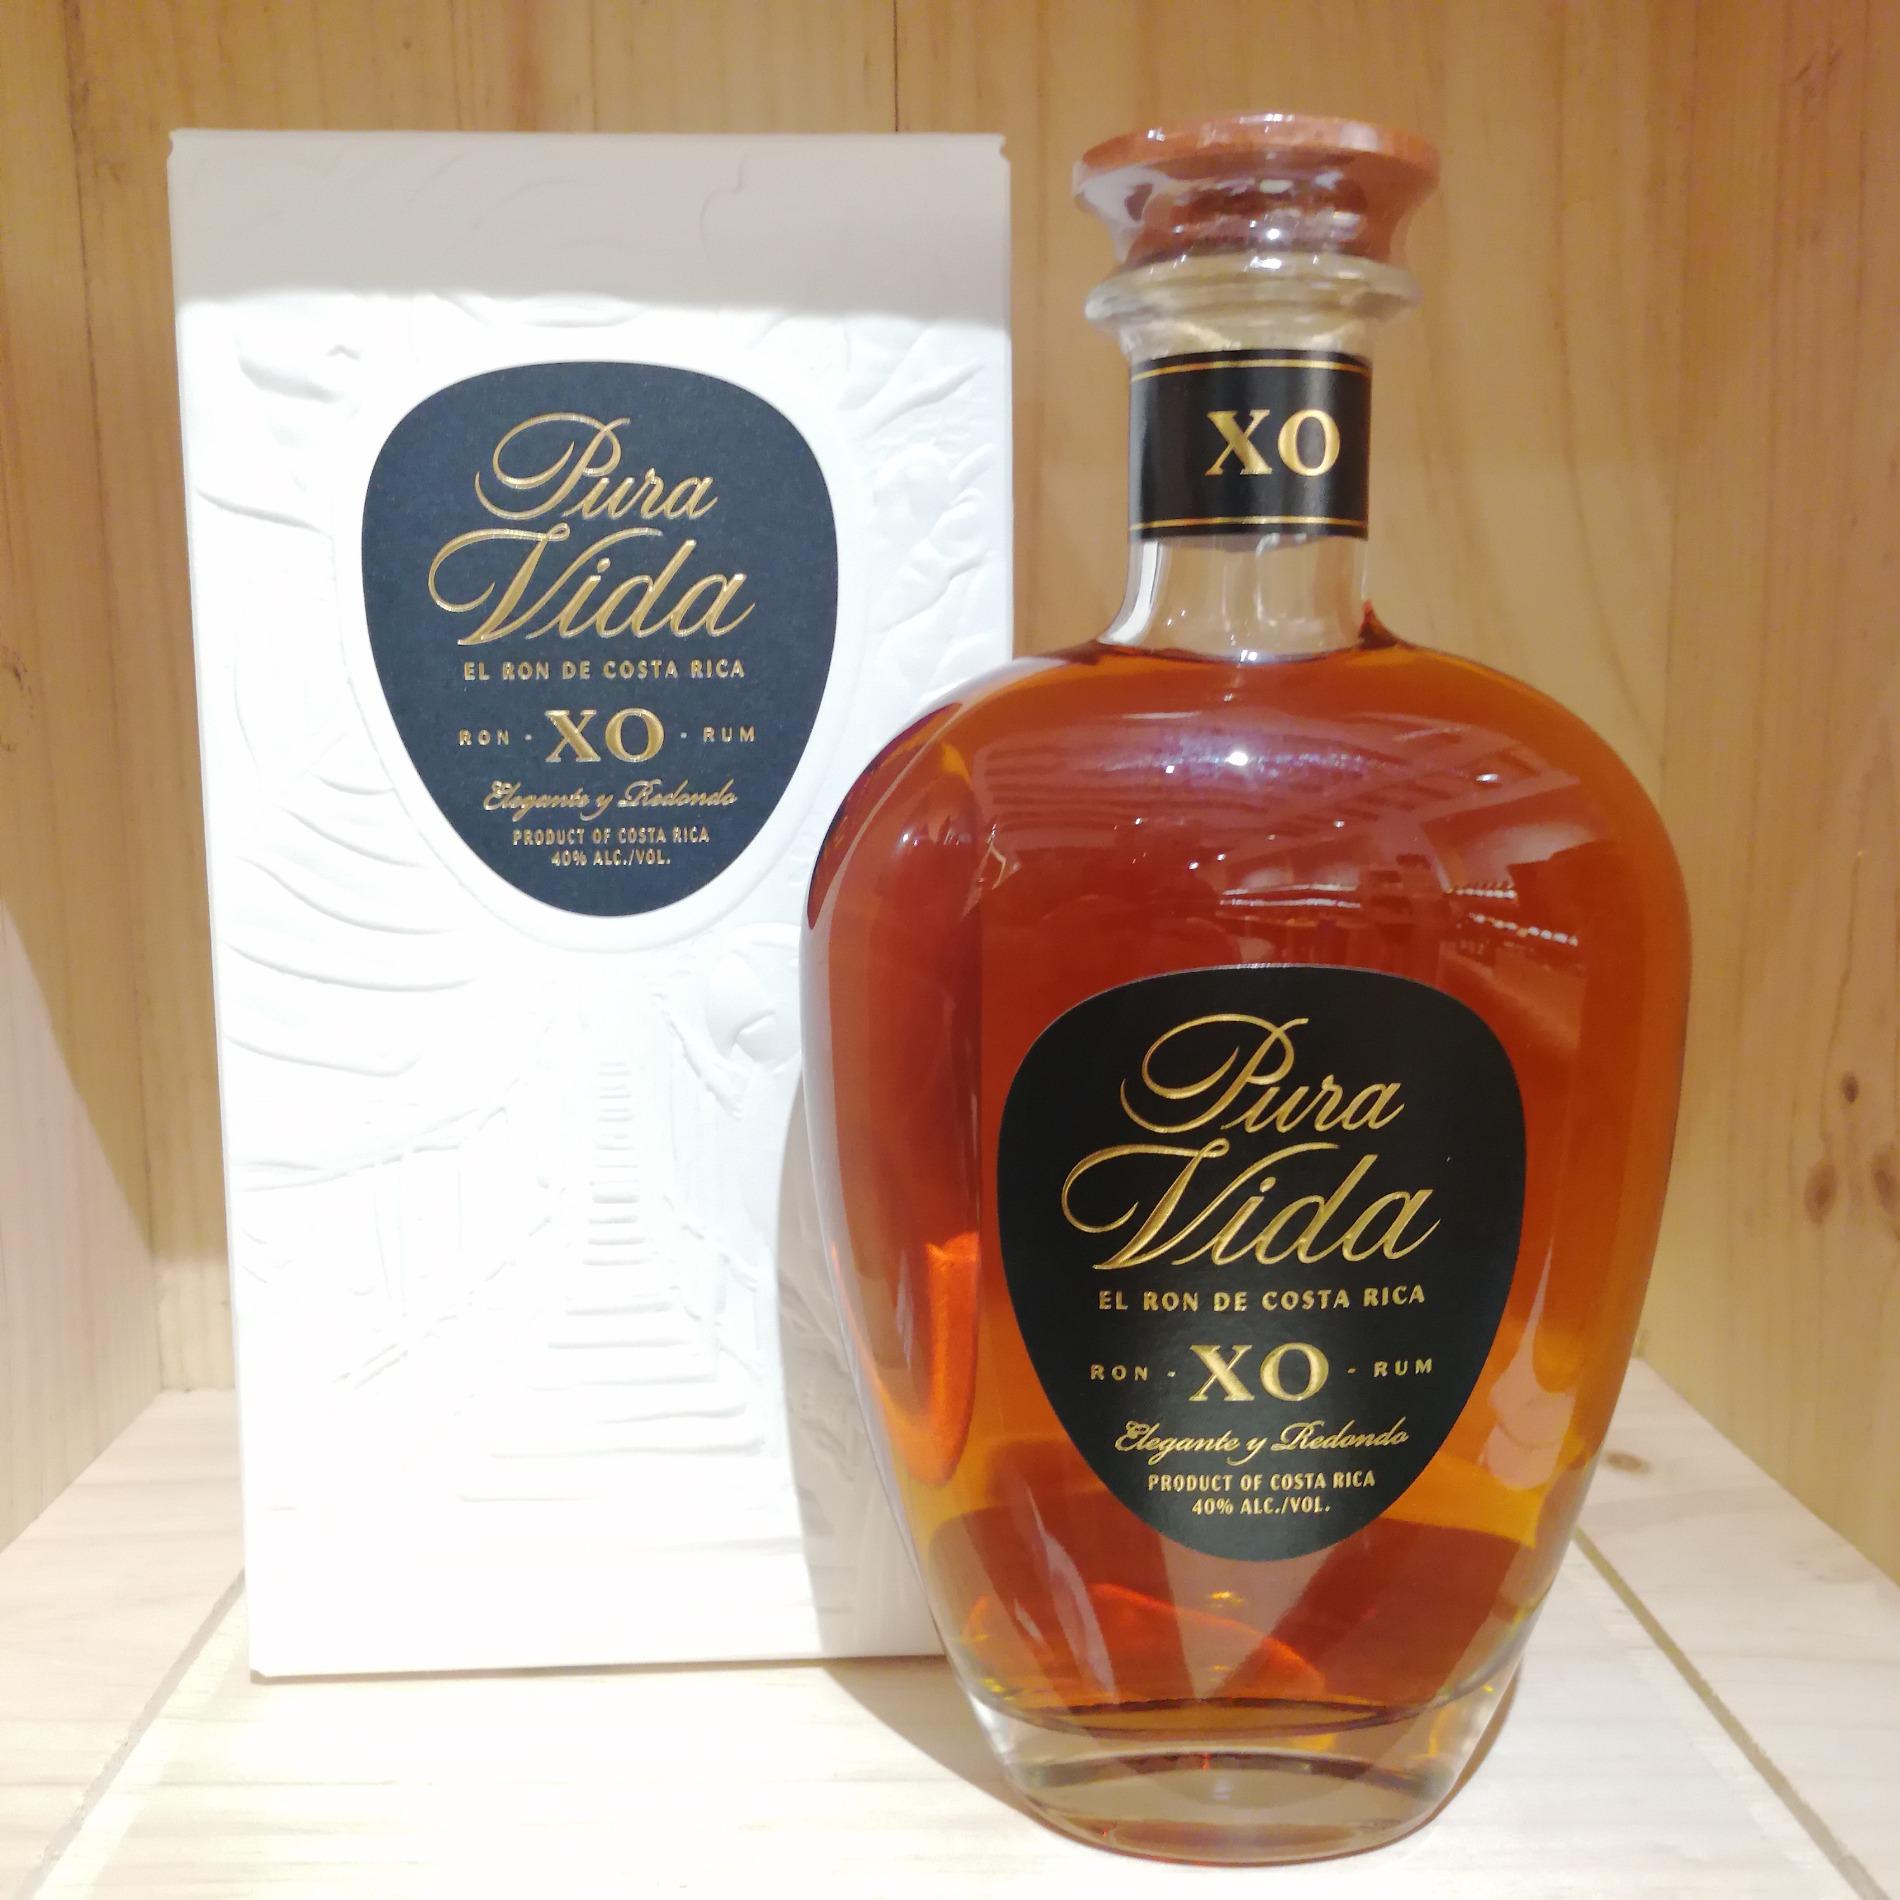 Pura
Vida
EL RON DE COSTA RICA
RON - XO - RUM
Elegante y Redondo
PRODUCT OF COSTA RICA
40% ALC./VOL.
XO
Pura
Vida
EL RON DE COSTA RICA
RON - XO - RUM
Elegante y Redondo
PRODUCT OF COSTA RICA
40% ALC./VOL.